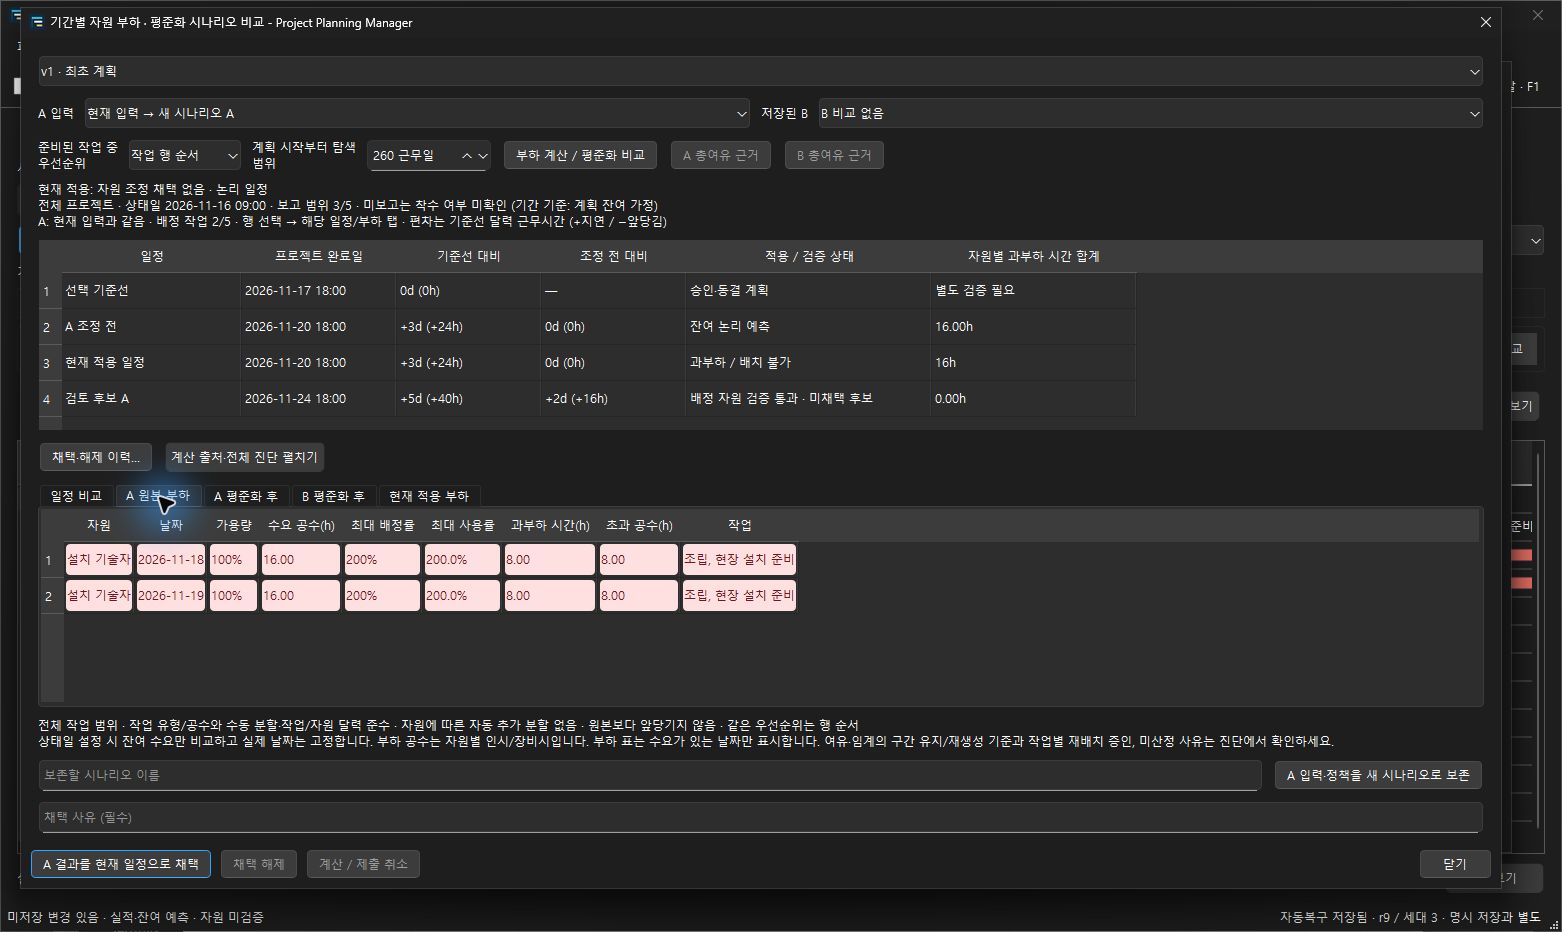 기간별 자원 부하 · 평준화 시나리오 비교 - Project Planning Manager
v1 · 최초 계획
A 입력 현재 입력 → 새 시나리오 A 저장된 B B 비교 없음
준비된 작업 중 우선순위 작업 행 순서 계획 시작부터 탐색 범위 260 근무일 부하 계산 / 평준화 비교 A 총여유 근거 B 총여유 근거
· F1
현재 적용: 자원 조정 채택 없음 · 논리 일정
전체 프로젝트 · 상태일 2026-11-16 09:00 · 보고 범위 3/5 · 미보고는 착수 여부 미확인 (기간 기준: 계획 잔여 가정)
A: 현재 입력과 같음 · 배정 작업 2/5 · 행 선택 → 해당 일정/부하 탭 · 편차는 기준선 달력 근무시간 (+지연 / −앞당김)
일정 프로젝트 완료일 기준선 대비 조정 전 대비 적용 / 검증 상태 자원별 과부하 시간 합계
1 선택 기준선 2026-11-17 18:00 0d (0h) — 승인·동결 계획 별도 검증 필요
2 A 조정 전 2026-11-20 18:00 +3d (+24h) 0d (0h) 잔여 논리 예측 16.00h
3 현재 적용 일정 2026-11-20 18:00 +3d (+24h) 0d (0h) 과부하 / 배치 불가 16h
4 검토 후보 A 2026-11-24 18:00 +5d (+40h) +2d (+16h) 배정 자원 검증 통과 · 미채택 후보 0.00h
교
보기
채택·해제 이력... 계산 출처·전체 진단 펼치기
일정 비교 A 원본 부하 A 평준화 후 B 평준화 후 현재 적용 부하
자원 날짜 가용량 수요 공수(h) 최대 배정률 최대 사용률 과부하 시간(h) 초과 공수(h) 작업
준비
1 설치 기술자 2026-11-18 100% 16.00 200% 200.0% 8.00 8.00 조립, 현장 설치 준비
2 설치 기술자 2026-11-19 100% 16.00 200% 200.0% 8.00 8.00 조립, 현장 설치 준비
전체 작업 범위 · 작업 유형/공수와 수동 분할·작업/자원 달력 준수 · 자원에 따른 자동 추가 분할 없음 · 원본보다 앞당기지 않음 · 같은 우선순위는 행 순서
상태일 설정 시 잔여 수요만 비교하고 실제 날짜는 고정합니다. 부하 공수는 자원별 인시/장비시입니다. 부하 표는 수요가 있는 날짜만 표시합니다. 여유·임계의 구간 유지/재생성 기준과 작업별 재배치 증인, 미산정 사유는 진단에서 확인하세요.
보존할 시나리오 이름 A 입력·정책을 새 시나리오로 보존
채택 사유 (필수)
A 결과를 현재 일정으로 채택 채택 해제 계산 / 제출 취소 닫기
미저장 변경 있음 · 실적·잔여 예측 · 자원 미검증 자동복구 저장됨 · r9 / 세대 3 · 명시 저장과 별도